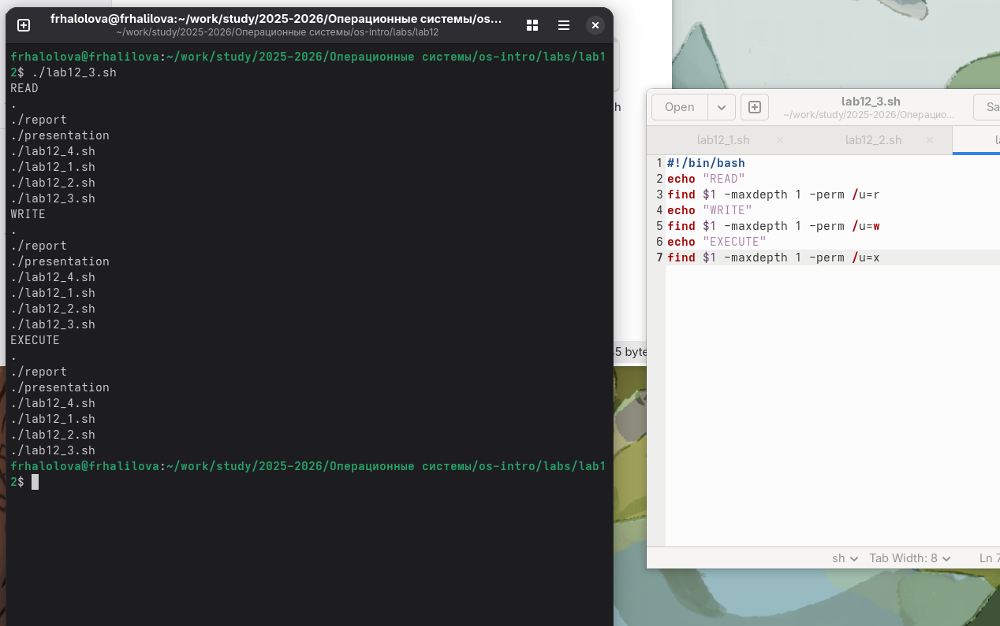 frhalolova@frhalilova:~/work/study/2025-2026/Операционные системы/os…
~/work/study/2025-2026/Операционные системы/os-intro/labs/lab12
frhalolova@frhalilova:~/work/study/2025-2026/Операционные системы/os-intro/labs/lab1
2$ ./lab12_3.sh
READ
.
./report
./presentation
./lab12_4.sh
./lab12_1.sh
./lab12_2.sh
./lab12_3.sh
WRITE
.
./report
./presentation
./lab12_4.sh
./lab12_1.sh
./lab12_2.sh
./lab12_3.sh
EXECUTE
.
./report
./presentation
./lab12_4.sh
./lab12_1.sh
./lab12_2.sh
./lab12_3.sh
frhalolova@frhalilova:~/work/study/2025-2026/Операционные системы/os-intro/labs/lab1
2$
h
45 byte
Open
lab12_3.sh
~/work/study/2025-2026/Операцио…
Sa
lab12_1.sh
lab12_2.sh
1 #!/bin/bash
2 echo "READ"
3 find $1 -maxdepth 1 -perm /u=r
4 echo "WRITE"
5 find $1 -maxdepth 1 -perm /u=w
6 echo "EXECUTE"
7 find $1 -maxdepth 1 -perm /u=x
sh Tab Width: 8 Ln 7